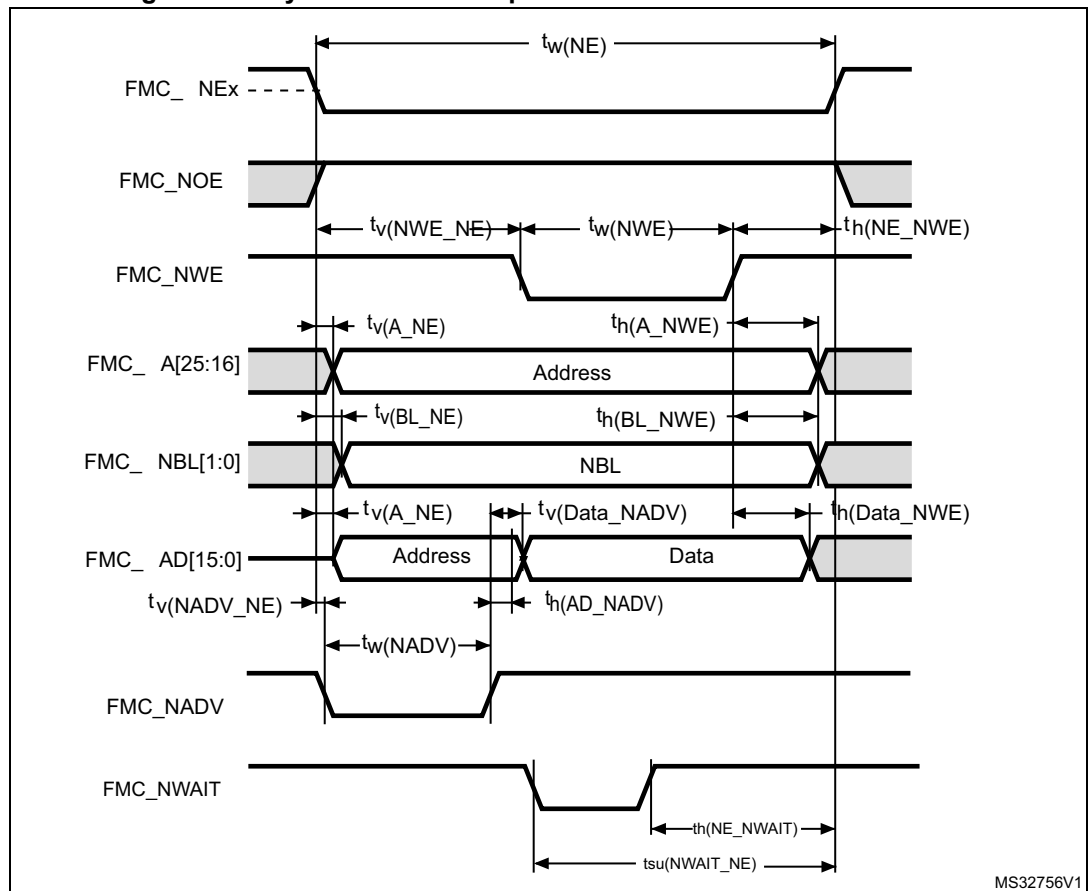 tw(NE)
FMC_ NEx
FMC_NOE
tv(NWE_NE)
tw(NWE)
th(NE_NWE)
FMC_NWE
tv(A_NE)
th(A_NWE)
FMC_ A[25:16]
Address
tv(BL_NE)
th(BL_NWE)
FMC_ NBL[1:0]
NBL
tv(A_NE)
tv(Data_NADV)
th(Data_NWE)
FMC_ AD[15:0]
Address
Data
tv(NADV_NE)
th(AD_NADV)
tw(NADV)
FMC_NADV
FMC_NWAIT
th(NE_NWAIT)
tsu(NWAIT_NE)
MS32756V1